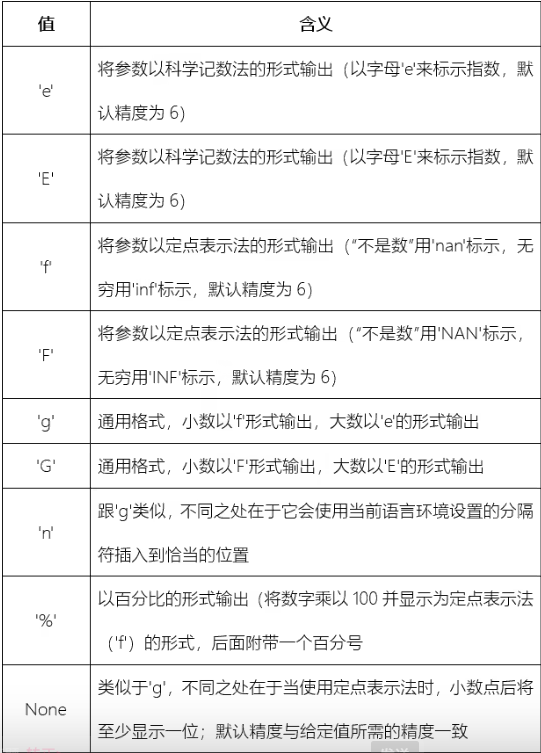 值 含义
'e' 将参数以科学记数法的形式输出（以字母'e'来标示指数，默
认精度为 6）
'E' 将参数以科学记数法的形式输出（以字母'E'来标示指数，默
认精度为 6）
'f' 将参数以定点表示法的形式输出（“不是数”用'nan'标示，无
穷用'inf'标示，默认精度为 6）
'F' 将参数以定点表示法的形式输出（“不是数”用'NAN'标示，
无穷用'INF'标示，默认精度为 6）
'g' 通用格式，小数以'f'形式输出，大数以'e'的形式输出
'G' 通用格式，小数以'F'形式输出，大数以'E'的形式输出
'n' 跟'g'类似，不同之处在于它会使用当前语言环境设置的分隔
符插入到恰当的位置
'%' 以百分比的形式输出（将数字乘以 100 并显示为定点表示法
（'f'）的形式，后面附带一个百分号
None 类似于'g'，不同之处在于当使用定点表示法时，小数点后将
至少显示一位；默认精度与给定值所需的精度一致